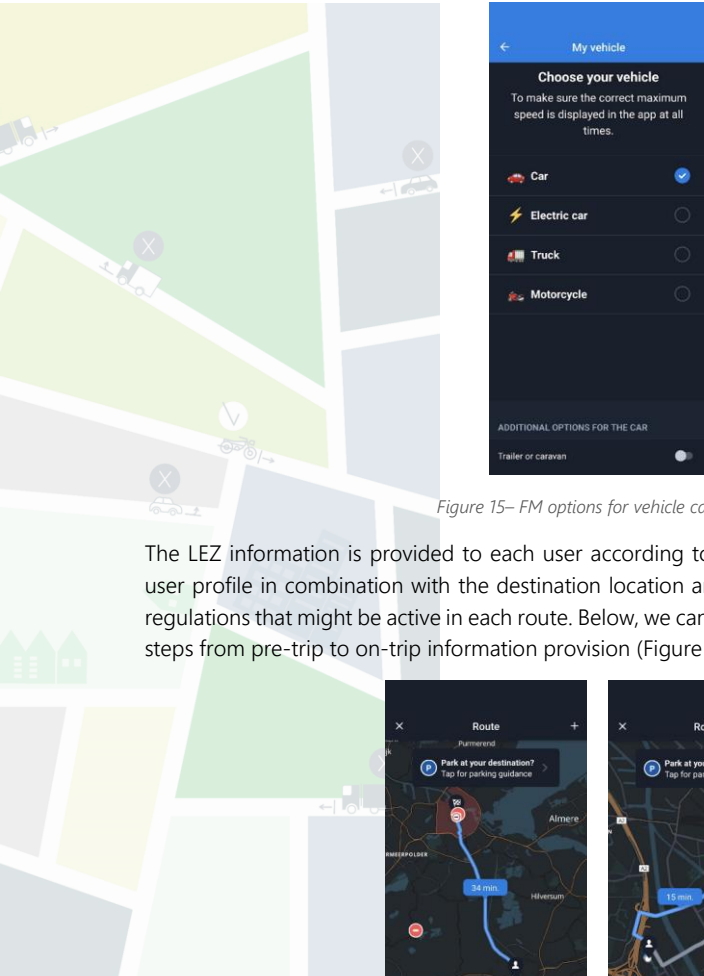 My vehicle
Choose your vehicle
To make sure the correct maximum
speed is displayed in the app at all
times.
Car
Electric car
Truck
Motorcycle
ADDITIONAL OPTIONS FOR THE CAR
Trailer or caravan
Figure 15– FM options for vehicle
The LEZ information is provided to each user according to
user profile in combination with the destination location
regulations that might be active in each route. Below, we can
steps from pre-trip to on-trip information provision (Figure
X Route +
Purmerend
P Park at your destination?
Tap for parking guidance
Almere
34 min.
Hilversum
X
P Park at
Tap for
A2
A2
15 min.
X
X
V
X